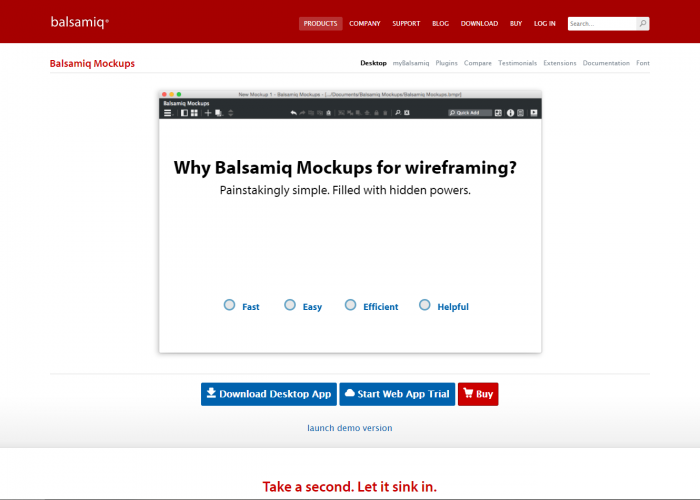 balsamiq®
PRODUCTS COMPANY SUPPORT BLOG DOWNLOAD BUY LOG IN Search...
Balsamiq Mockups
Desktop myBalsamiq Plugins Compare Testimonials Extensions Documentation Font
New Mockup 1 - Balsamiq Mockups - [.../Documents/Balsamiq Mockups/Balsamiq Mockups.bmpr]
Balsamiq Mockups
Quick Add
Why Balsamiq Mockups for wireframing?
Painstakingly simple. Filled with hidden powers.
Fast Easy Efficient Helpful
Download Desktop App Start Web App Trial Buy
launch demo version
Take a second. Let it sink in.